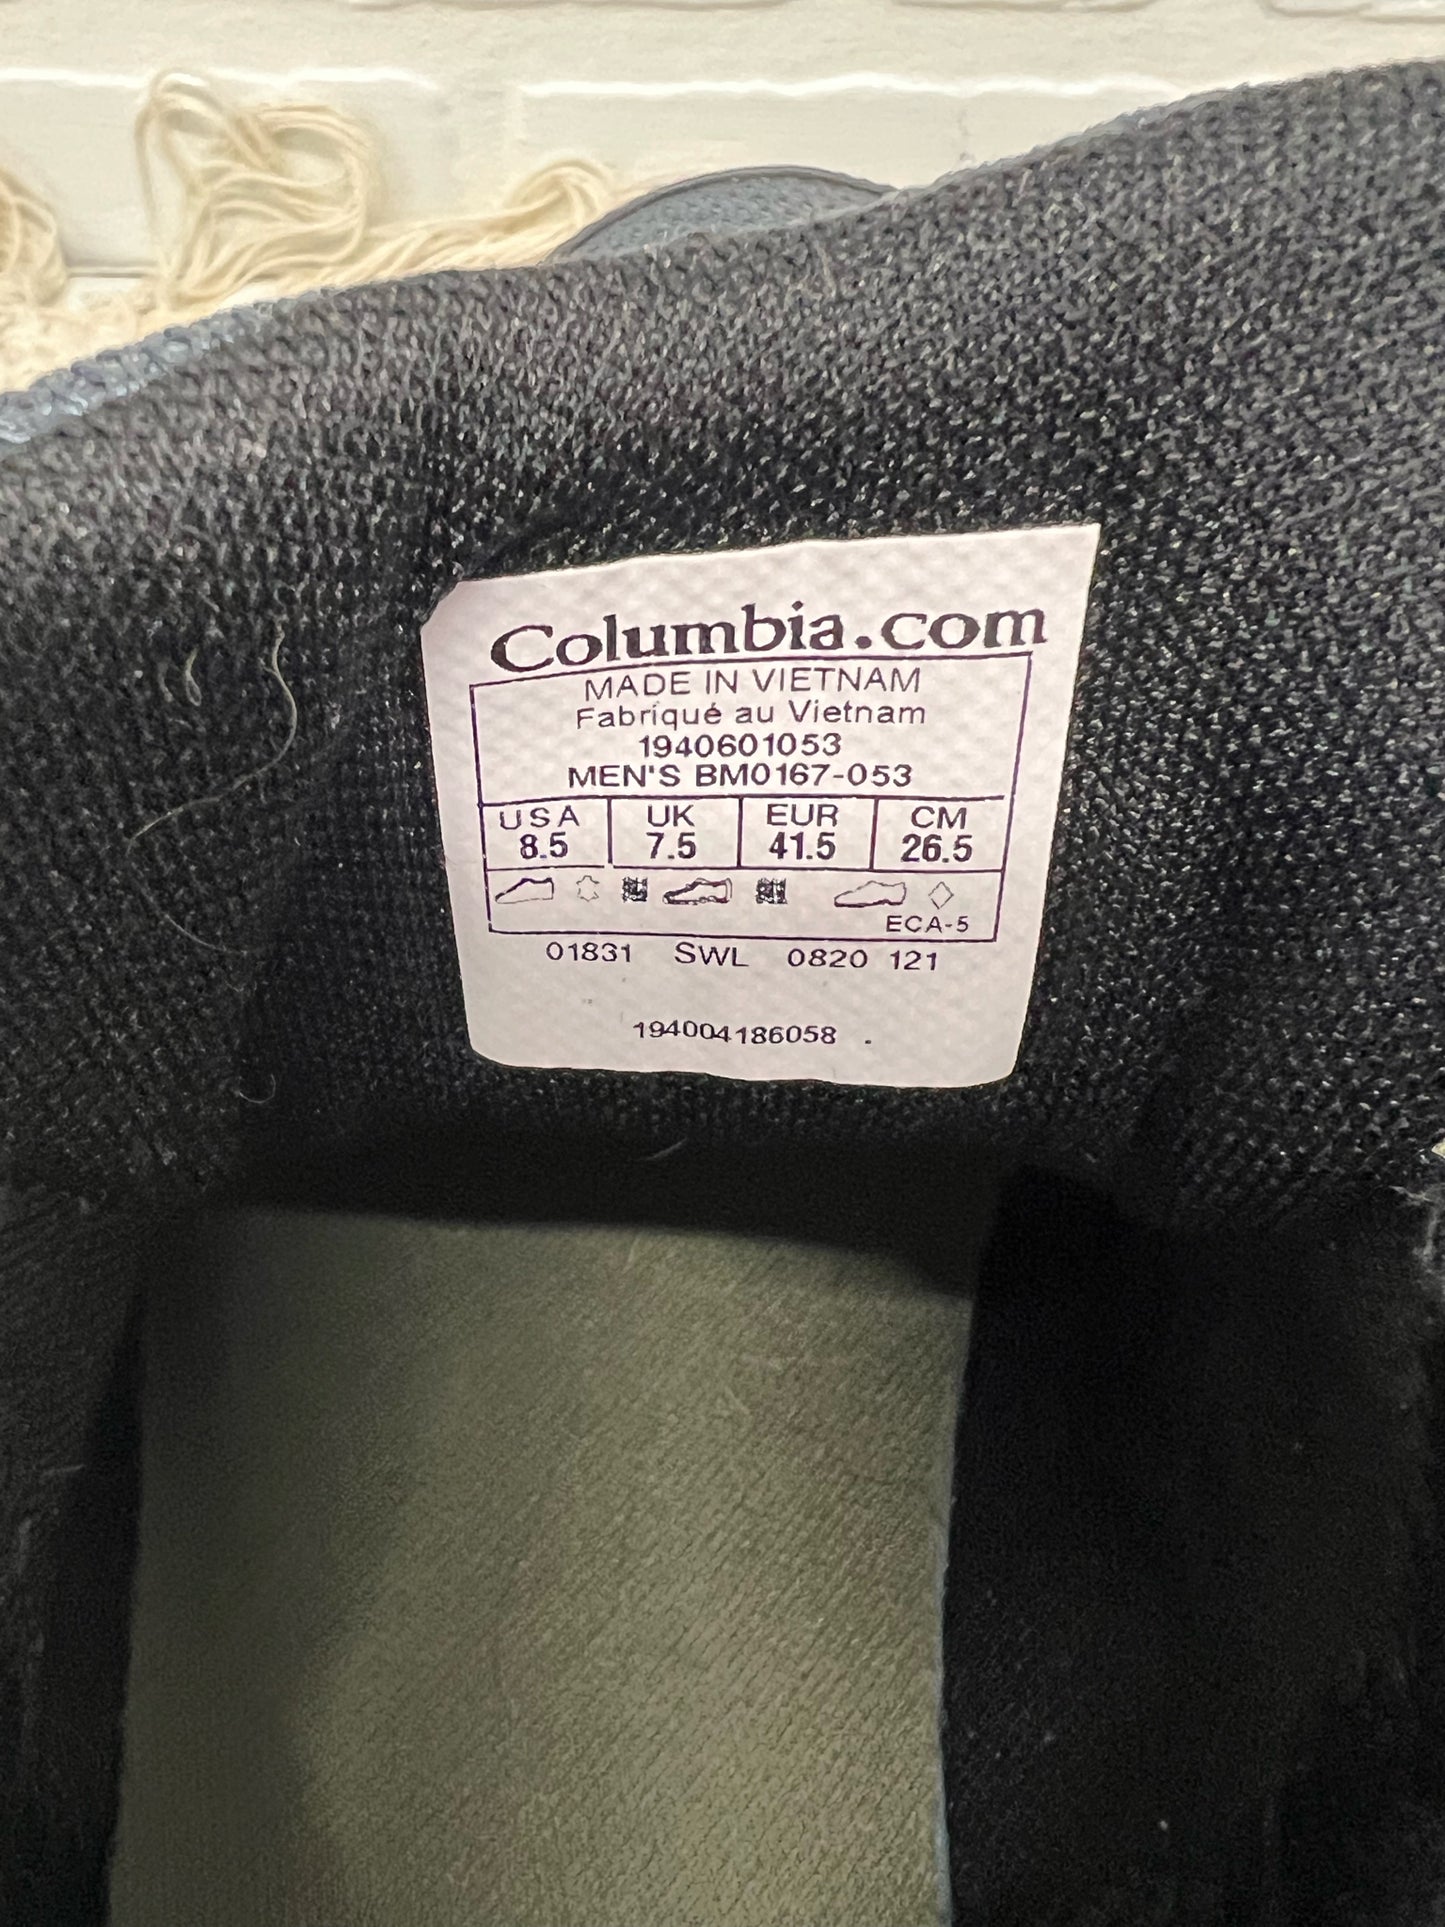 Columbia.com
MADE IN VIETNAM
Fabriqué au Vietnam
1940601053
MEN'S BM0167-053
USA UK EUR CM
8.5 7.5 41.5 26.5
ECA-5
01831 SWL 0820 121
194004186058 .